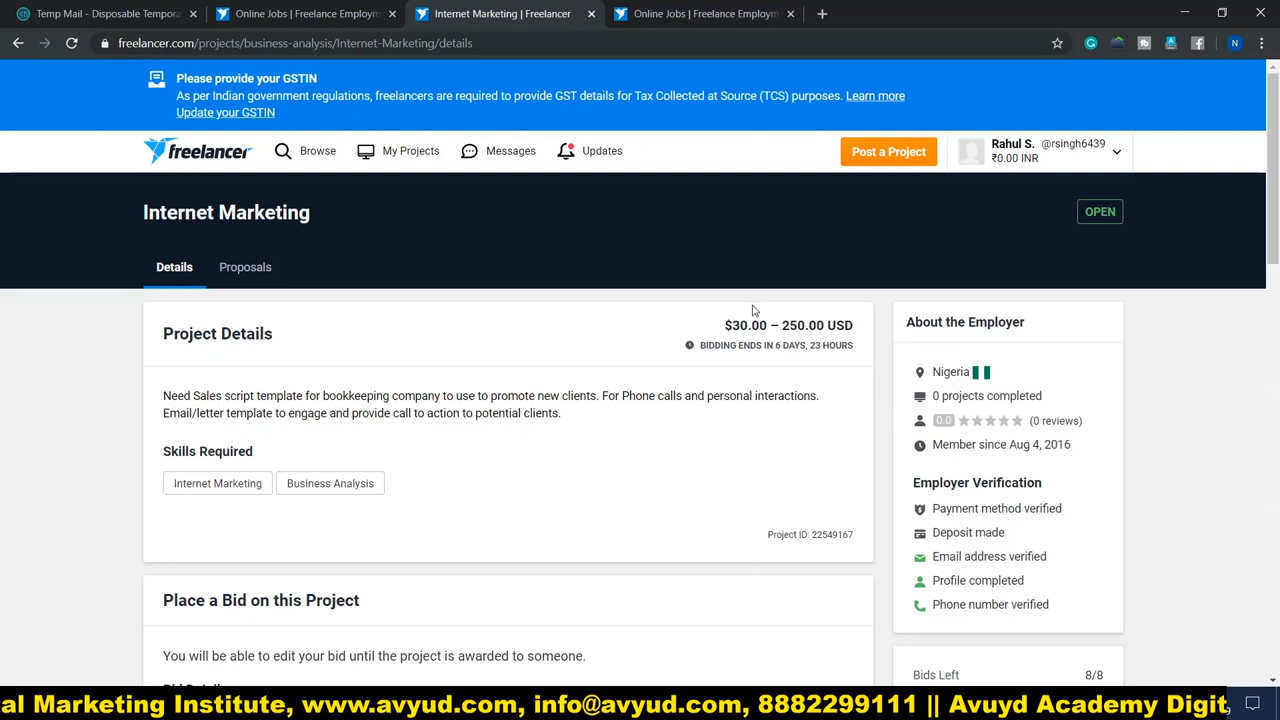 Temp Mail - Disposable Tempora
Online Jobs | Freelance Employm
Internet Marketing | Freelancer
Online Jobs | Freelance Employm
freelancer.com/projects/business-analysis/Internet-Marketing/details
N
Please provide your GSTIN
As per Indian government regulations, freelancers are required to provide GST details for Tax Collected at Source (TCS) purposes. Learn more
Update your GSTIN
freelancer
Browse
My Projects
Messages
Updates
Post a Project
Rahul S. @rsingh6439
₹0.00 INR
Internet Marketing
OPEN
Details
Proposals
Project Details
$30.00 – 250.00 USD
BIDDING ENDS IN 6 DAYS, 23 HOURS
Need Sales script template for bookkeeping company to use to promote new clients. For Phone calls and personal interactions.
Email/letter template to engage and provide call to action to potential clients.
Skills Required
Internet Marketing
Business Analysis
Project ID: 22549167
About the Employer
Nigeria
0 projects completed
0.0 (0 reviews)
Member since Aug 4, 2016
Employer Verification
Payment method verified
Deposit made
Email address verified
Profile completed
Phone number verified
Place a Bid on this Project
You will be able to edit your bid until the project is awarded to someone.
Bids Left 8/8
al Marketing Institute, www.avyud.com, info@avyud.com, 8882299111 || Avuyd Academy Digit